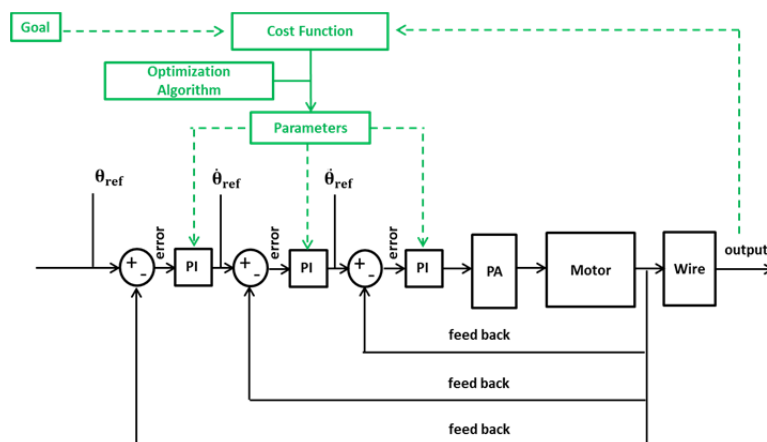 Goal
Cost Function
Optimization
Algorithm
Parameters
θref
θ̇ref
θ̇ref
+
-
error
PI
+
-
error
PI
+
-
error
PI
PA
Motor
Wire
output
feed back
feed back
feed back